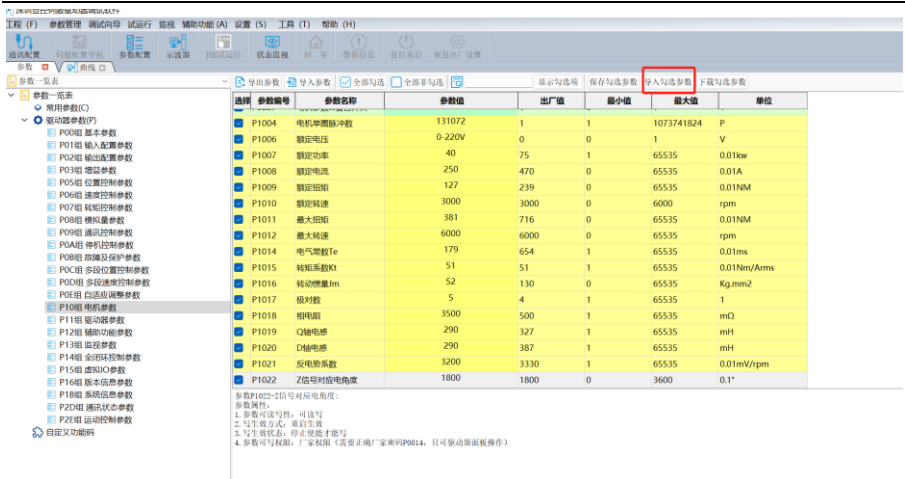 深圳显控伺服驱动器调试软件
工程 (F) 参数管理 调试向导 试运行 监视 辅助功能(A) 设置 (S) 工具 (T) 帮助 (H)
通讯配置 伺服配置导航 参数配置 示波器 JOG试运行 状态监视 回 零 警报信息 复位重启 恢复出厂设置
参数 曲线
参数一览表 导出参数 导入参数 全部勾选 全部非勾选 显示勾选项 保存勾选参数 导入勾选参数 下载勾选参数
参数一览表
常用参数(C)
驱动器参数(P)
P00组 基本参数
P01组 输入配置参数
P02组 输出配置参数
P03组 增益参数
P05组 位置控制参数
P06组 速度控制参数
P07组 转矩控制参数
P08组 模拟量参数
P09组 通讯控制参数
P0A组 停机控制参数
P0B组 故障及保护参数
P0C组 多段位置控制参数
P0D组 多段速度控制参数
P0E组 自适应调整参数
P10组 电机参数
P11组 驱动器参数
P12组 辅助功能参数
P13组 监视参数
P14组 全闭环控制参数
P15组 虚拟IO参数
P16组 版本信息参数
P18组 系统信息参数
P2D组 通讯状态参数
P2E组 运动控制参数
自定义功能码
选择 参数编号 参数名称 参数值 出厂值 最小值 最大值 单位
P1004 电机单圈脉冲数 131072 1 1 1073741824 P
P1006 额定电压 0-220V 0 0 1 V
P1007 额定功率 40 75 1 65535 0.01kw
P1008 额定电流 250 470 0 65535 0.01A
P1009 额定扭矩 127 239 0 65535 0.01NM
P1010 额定转速 3000 3000 0 6000 rpm
P1011 最大扭矩 381 716 0 65535 0.01NM
P1012 最大转速 6000 6000 0 65535 rpm
P1014 电气常数Te 179 654 1 65535 0.01ms
P1015 转矩系数Kt 51 51 1 65535 0.01Nm/Arms
P1016 转动惯量Jm 52 130 0 65535 Kg.mm2
P1017 极对数 5 4 1 65535 1
P1018 相电阻 3500 500 1 65535 mΩ
P1019 Q轴电感 290 327 1 65535 mH
P1020 D轴电感 290 387 1 65535 mH
P1021 反电势系数 3200 3330 1 65535 0.01mV/rpm
P1022 Z信号对应电角度 1800 1800 0 3600 0.1°
参数P1022-Z信号对应电角度:
参数属性:
1.参数可读写性: 可读写
2.写生效方式: 重启生效
3.写生效状态: 停止使能才能写
4.参数可写权限: 厂家权限 (需要正确厂家密码P0014, 只可驱动器面板操作)